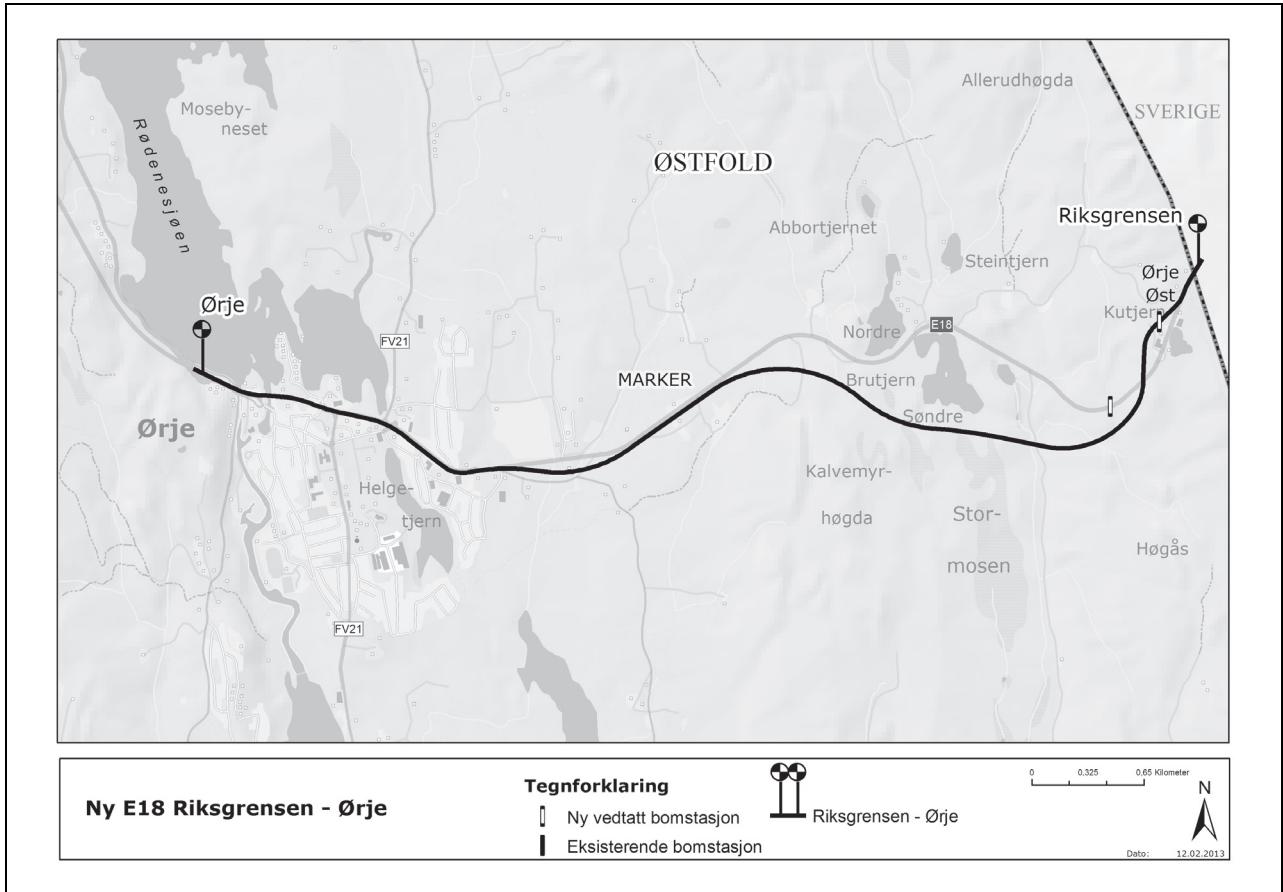 Allerudhøgda
Moseby-
neset
SVERIGE
Rødenesjøen
ØSTFOLD
Riksgrensen
Abbortjernet
Steintjern
Ørje
Øst
Ørje
Kutjern
E18
Nordre
FV21
MARKER
Brutjern
Søndre
Ørje
Kalvemyr-
høgda
Helge-
tjern
Stor-
mosen
Høgås
FV21
Ny E18 Riksgrensen - Ørje
Tegnforklaring
Ny vedtatt bomstasjon
Eksisterende bomstasjon
Riksgrensen - Ørje
0 0,325 0,65 Kilometer
N
Dato: 12.02.2013